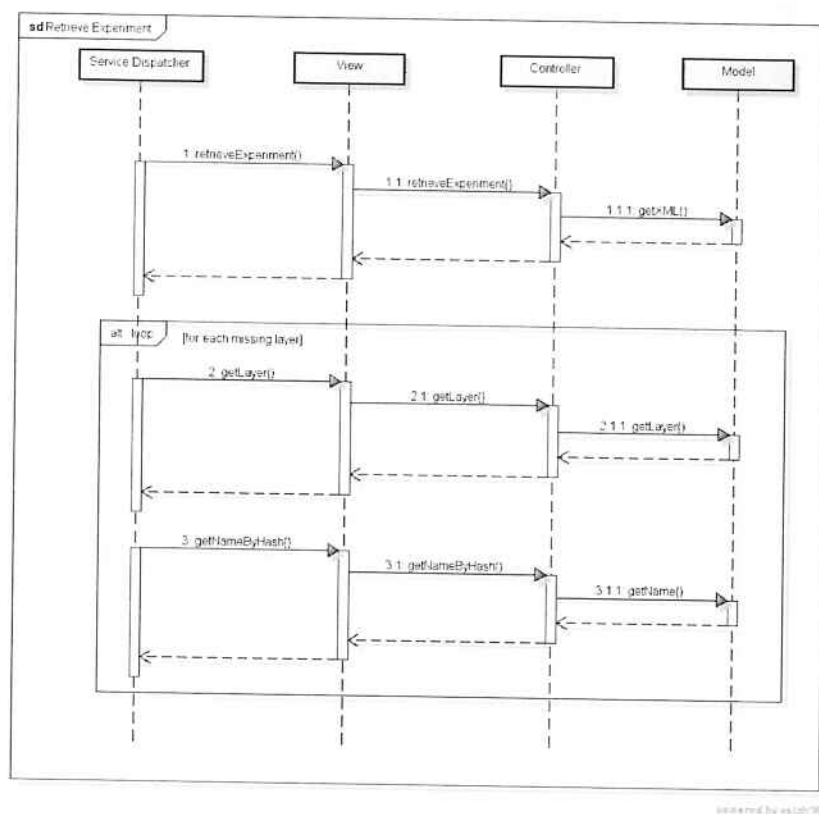 sd Retrieve Experiment
Service Dispatcher
View
Controller
Model
1: retrieveExperiment()
1.1: retrieveExperiment()
1.1.1: getXML()
alt loop
[for each missing layer]
2: getLayer()
2.1: getLayer()
2.1.1: getLayer()
3: getNameByHash()
3.1: getNameByHash()
3.1.1: getName()
powered by